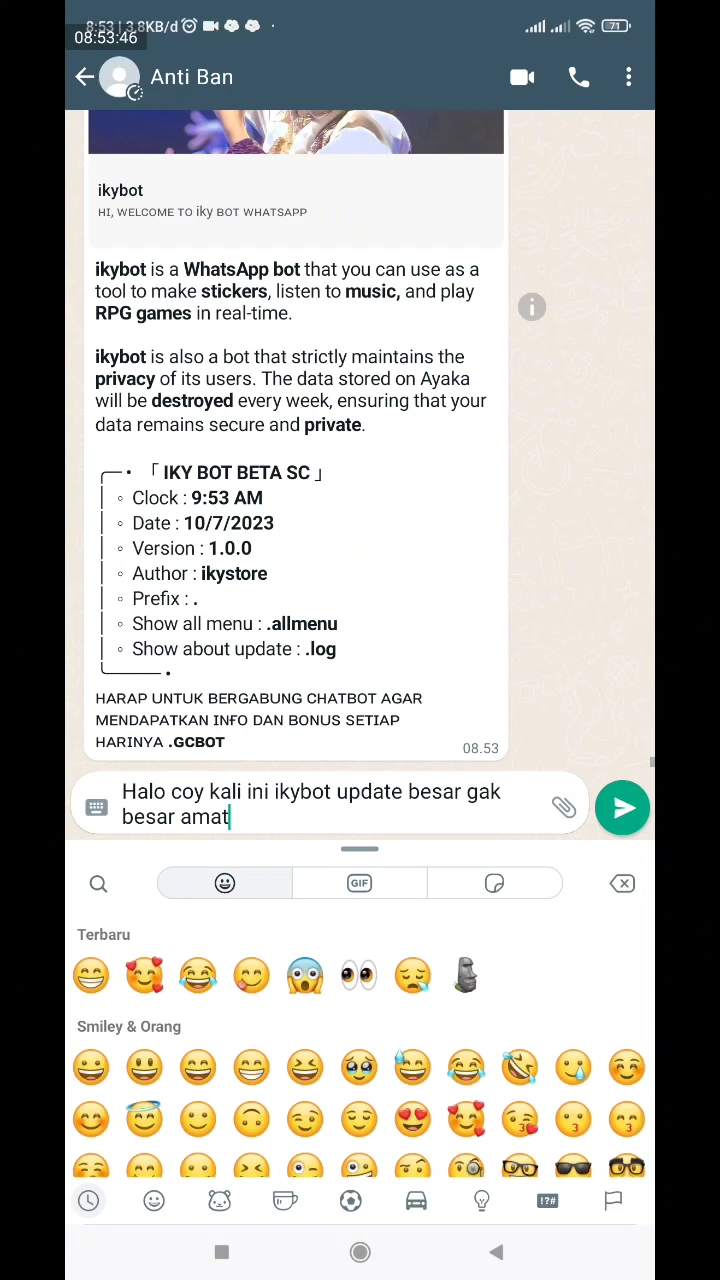 8:53 | 3,8KB/d
71
08:53:46
Anti Ban
ikybot
HI, WELCOME TO iky BOT WHATSAPP
ikybot is a WhatsApp bot that you can use as a
tool to make stickers, listen to music, and play
RPG games in real-time.
ikybot is also a bot that strictly maintains the
privacy of its users. The data stored on Ayaka
will be destroyed every week, ensuring that your
data remains secure and private.
「 IKY BOT BETA SC 」
◦ Clock : 9:53 AM
◦ Date : 10/7/2023
◦ Version : 1.0.0
◦ Author : ikystore
◦ Prefix : .
◦ Show all menu : .allmenu
◦ Show about update : .log
HARAP UNTUK BERGABUNG CHATBOT AGAR
MENDAPATKAN INFO DAN BONUS SETIAP
HARINYA .GCBOT
08.53
Halo coy kali ini ikybot update besar gak
besar amat
GIF
Terbaru
Smiley & Orang
!?#